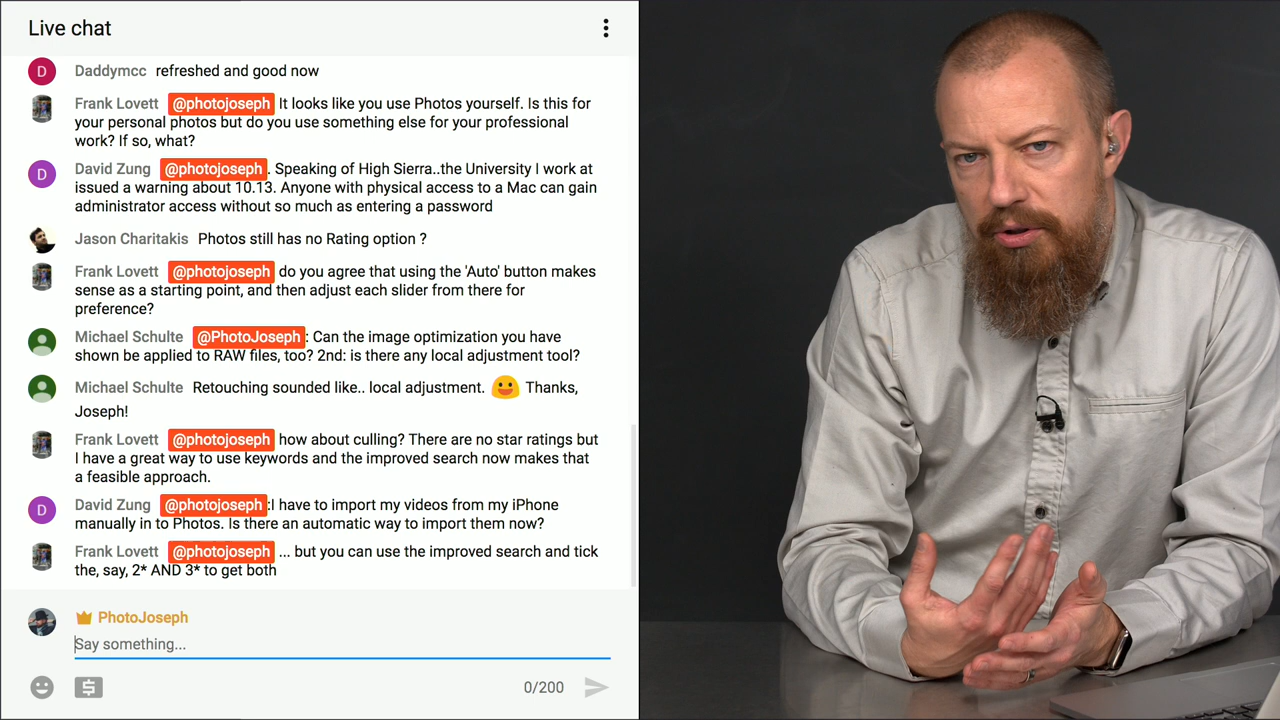 Live chat
D Daddymcc refreshed and good now
Frank Lovett @photojoseph It looks like you use Photos yourself. Is this for
your personal photos but do you use something else for your professional
work? If so, what?
D David Zung @photojoseph. Speaking of High Sierra..the University I work at
issued a warning about 10.13. Anyone with physical access to a Mac can gain
administrator access without so much as entering a password
Jason Charitakis Photos still has no Rating option ?
Frank Lovett @photojoseph do you agree that using the 'Auto' button makes
sense as a starting point, and then adjust each slider from there for
preference?
Michael Schulte @PhotoJoseph: Can the image optimization you have
shown be applied to RAW files, too? 2nd: is there any local adjustment tool?
Michael Schulte Retouching sounded like.. local adjustment. 😀 Thanks,
Joseph!
Frank Lovett @photojoseph how about culling? There are no star ratings but
I have a great way to use keywords and the improved search now makes that
a feasible approach.
D David Zung @photojoseph:I have to import my videos from my iPhone
manually in to Photos. Is there an automatic way to import them now?
Frank Lovett @photojoseph ... but you can use the improved search and tick
the, say, 2* AND 3* to get both
PhotoJoseph
Say something...
$ 0/200